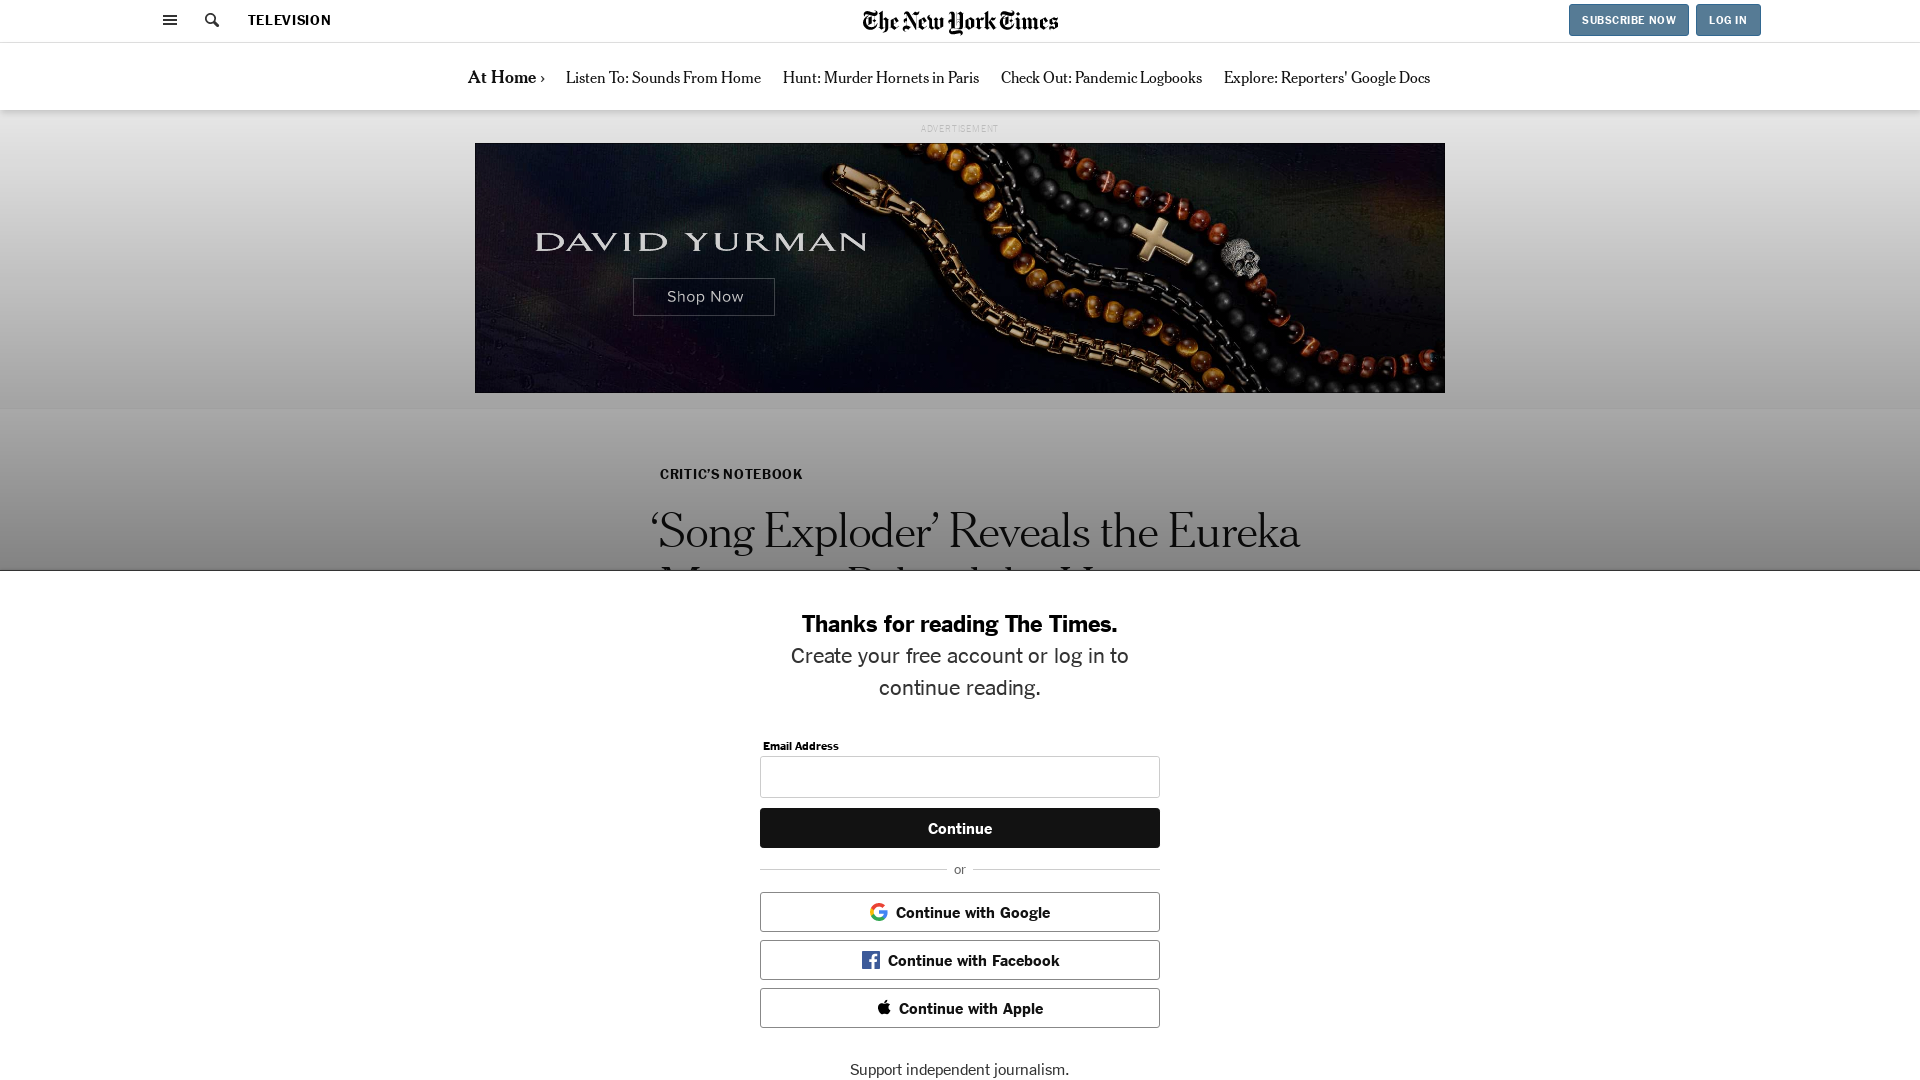 TELEVISION
The New York Times
SUBSCRIBE NOW
LOG IN
At Home ›
Listen To: Sounds From Home
Hunt: Murder Hornets in Paris
Check Out: Pandemic Logbooks
Explore: Reporters' Google Docs
ADVERTISEMENT
DAVID YURMAN
Shop Now
CRITIC’S NOTEBOOK
‘Song Exploder’ Reveals the Eureka
Thanks for reading The Times.
Create your free account or log in to
continue reading.
Email Address
Continue
or
Continue with Google
Continue with Facebook
Continue with Apple
Support independent journalism.